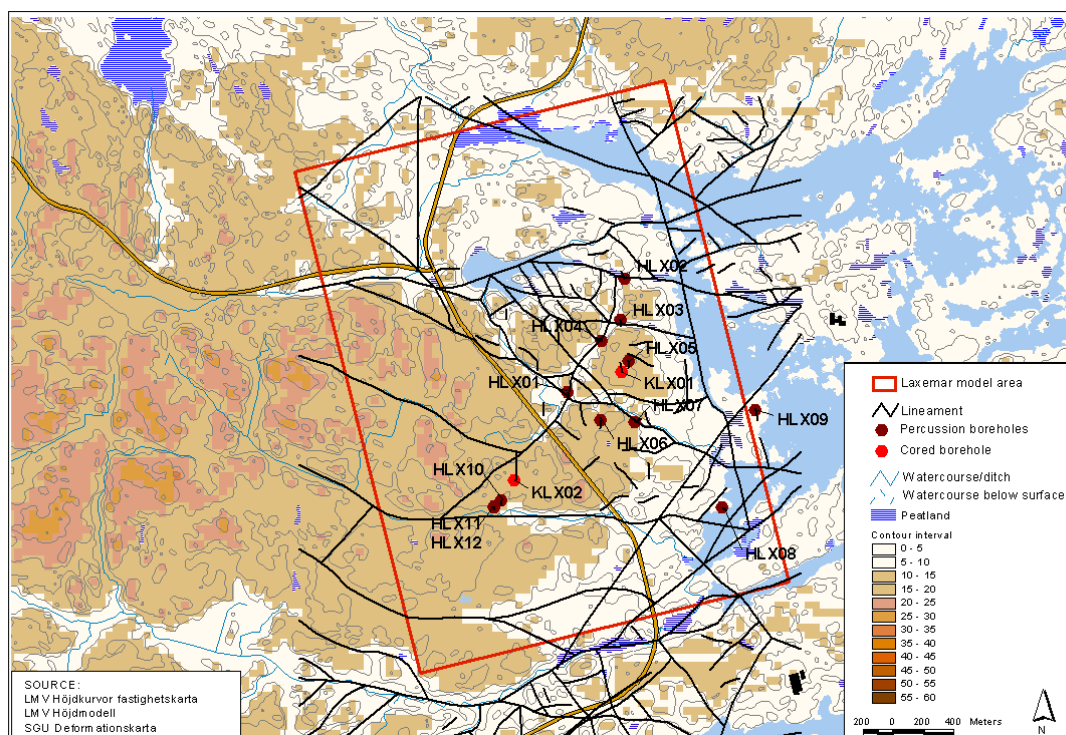 HLX02
HLX03
HLX04
HLX05
HLX01
KLX01
HLX07
HLX09
HLX06
HLX10
KLX02
HLX11
HLX12
HLX08
Laxemar model area
Lineament
Percussion boreholes
Cored borehole
Watercourse/ditch
Watercourse below surface
Peatland
Contour interval
0 - 5
5 - 10
10 - 15
15 - 20
20 - 25
25 - 30
30 - 35
35 - 40
40 - 45
45 - 50
50 - 55
55 - 60
200 0 200 400 Meters
N
SOURCE:
LMV Höjdkurvor fastighetskarta
LMV Höjdmodell
SGU Deformationskarta